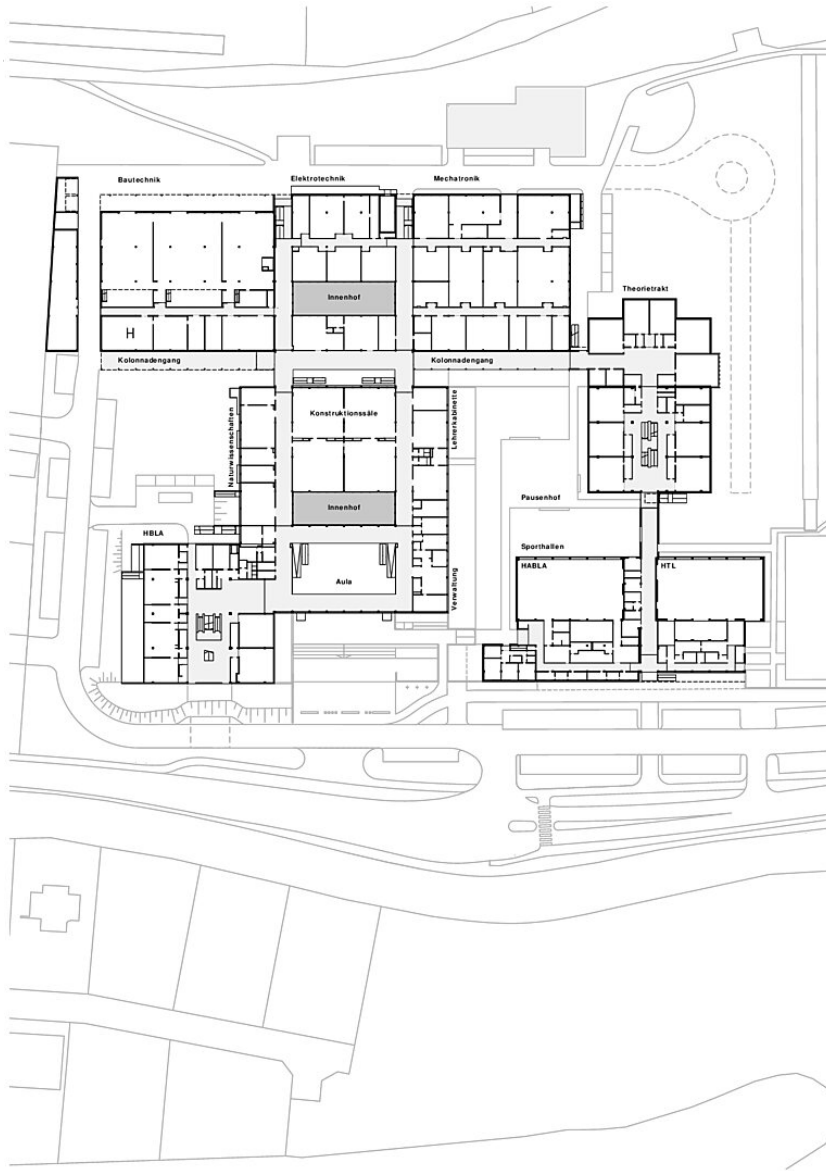 Bautechnik
Elektrotechnik
Mechatronik
Theorietrakt
Innenhof
H
Kolonnadengang
Kolonnadengang
Naturwissenschaften
Konstruktionssäle
Lehrerkabinette
Innenhof
Pausenhof
HBLA
Sporthallen
HABLA
HTL
Aula
Verwaltung